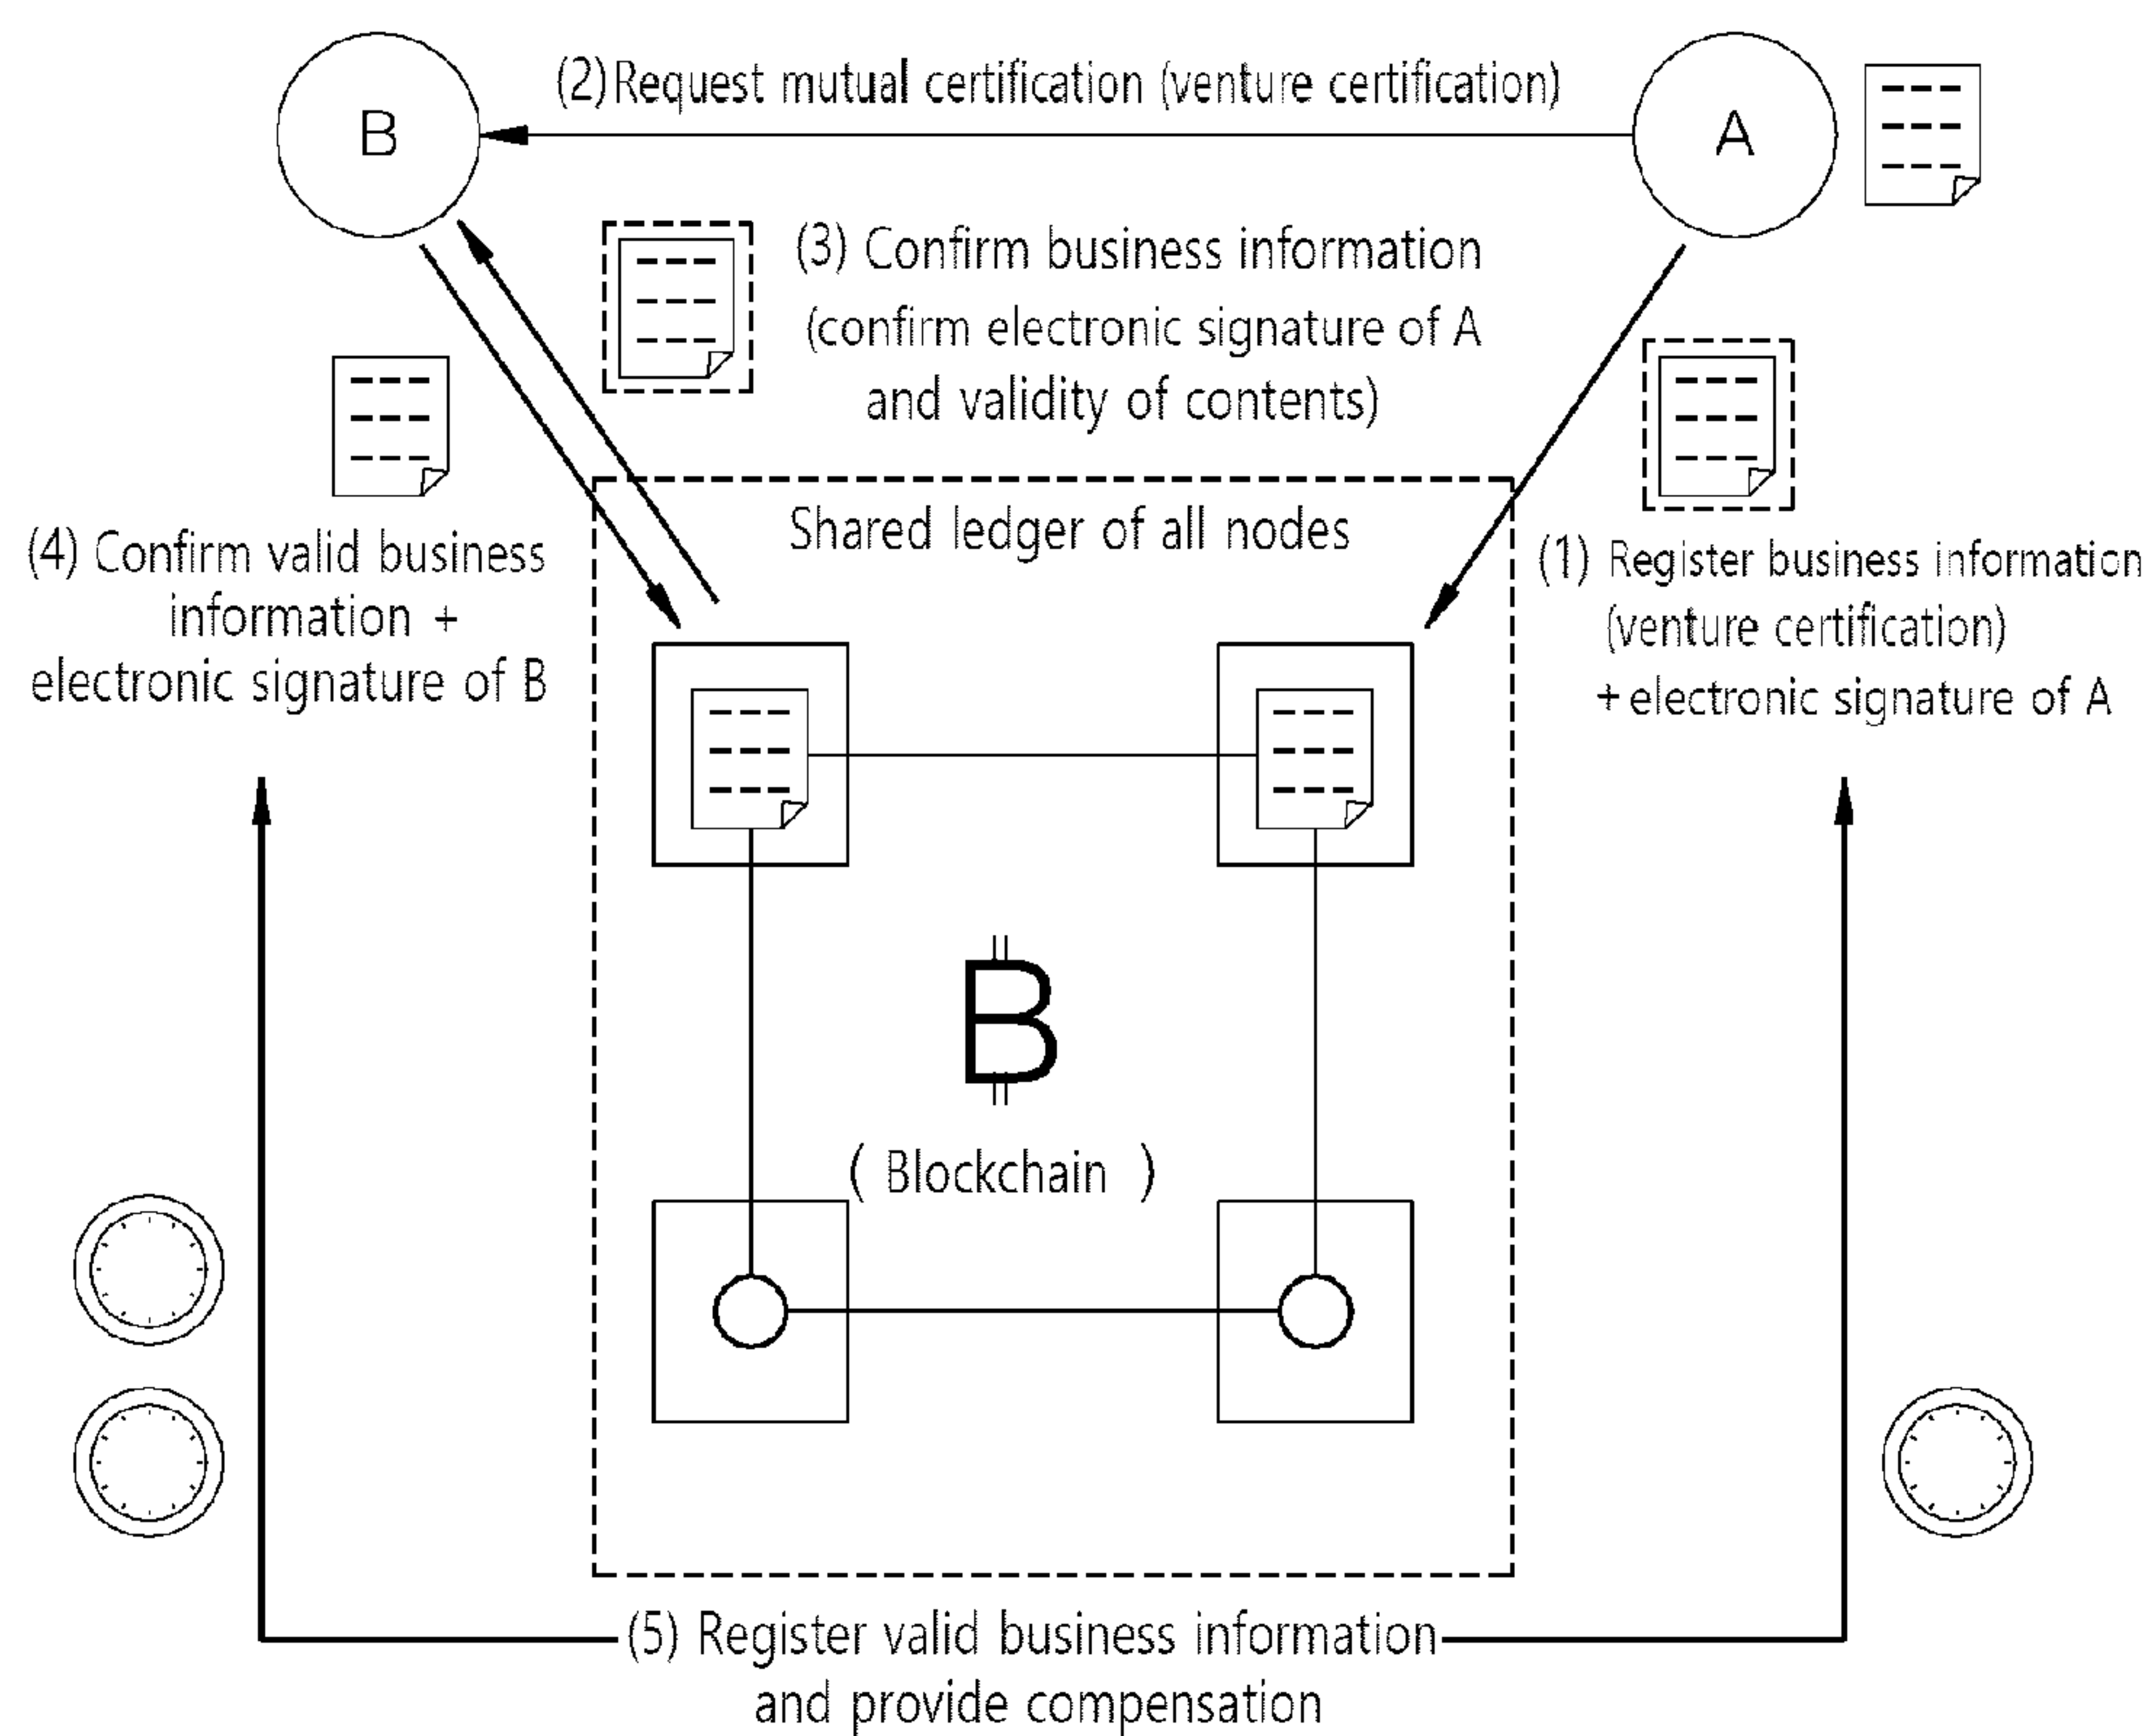 B
(2) Request mutual certification (venture certification)
A
(3) Confirm business information
(confirm electronic signature of A
and validity of contents)
Shared ledger of all nodes
(4) Confirm valid business
information +
electronic signature of B
(1) Register business information
(venture certification)
+ electronic signature of A
B
( Blockchain )
(5) Register valid business information
and provide compensation